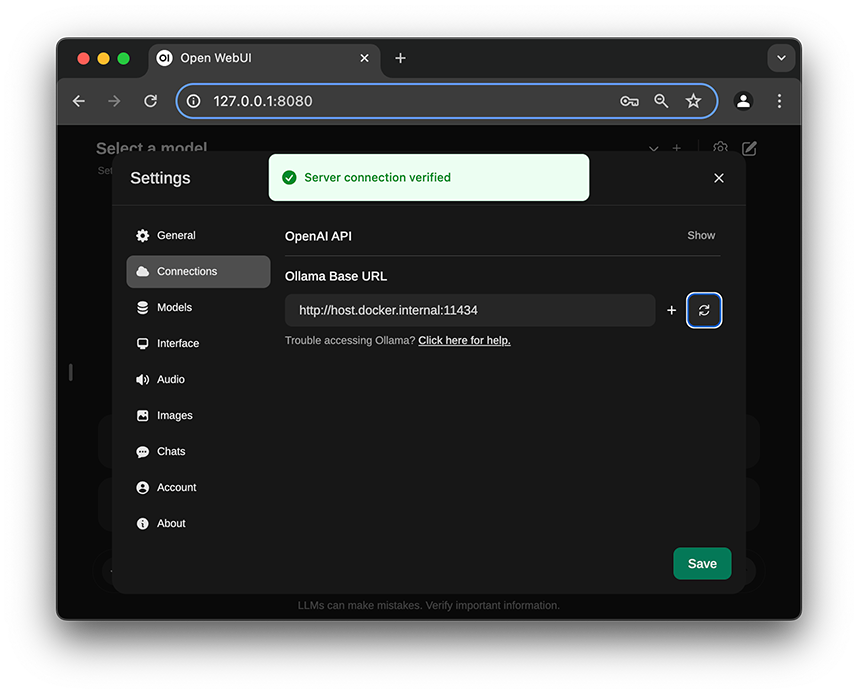 Open WebUI
127.0.0.1:8080
Select a model
Set
Settings
Server connection verified
General
Connections
Models
Interface
Audio
Images
Chats
Account
About
OpenAI API
Show
Ollama Base URL
http://host.docker.internal:11434
Trouble accessing Ollama? Click here for help.
Save
LLMs can make mistakes. Verify important information.